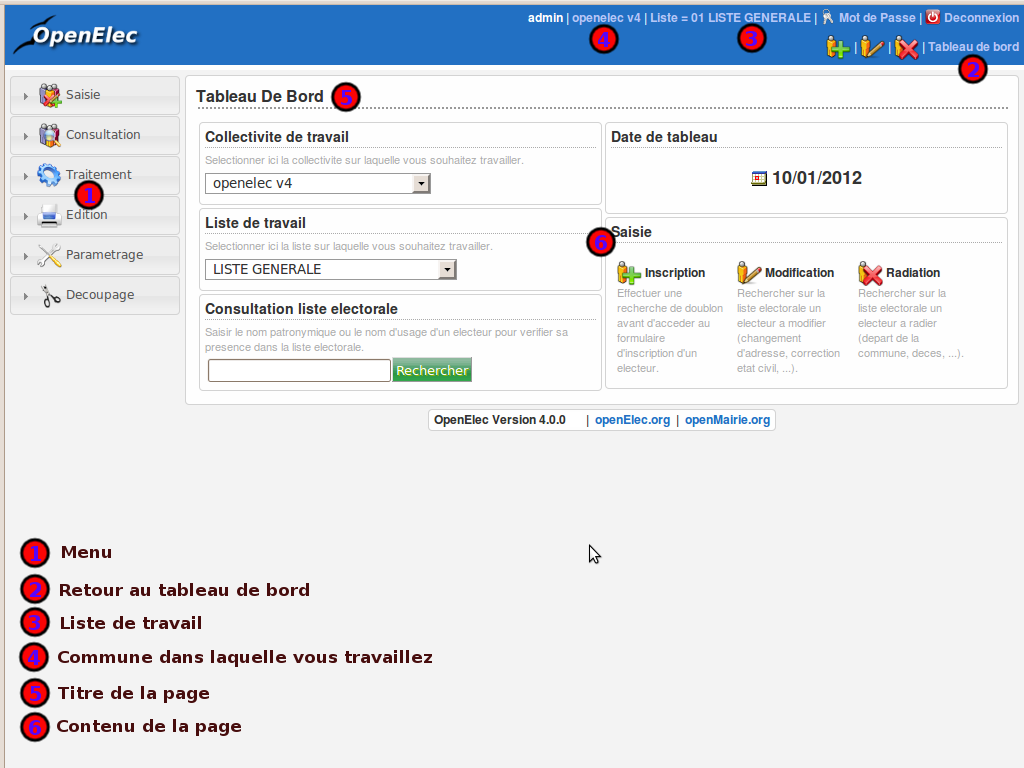 OpenElec
admin | openelec v4 | Liste = 01 LISTE GENERALE | Mot de Passe | Deconnexion
4
3
| | | Tableau de bord
2
Saisie
Consultation
Traitement
1
Edition
Parametrage
Decoupage
Tableau De Bord 5
Collectivite de travail
Selectionner ici la collectivite sur laquelle vous souhaitez travailler.
openelec v4
Liste de travail
Selectionner ici la liste sur laquelle vous souhaitez travailler.
LISTE GENERALE
Consultation liste electorale
Saisir le nom patronymique ou le nom d'usage d'un electeur pour verifier sa
presence dans la liste electorale.
Rechercher
Date de tableau
10/01/2012
6
Saisie
Inscription
Effectuer une
recherche de doublon
avant d'acceder au
formulaire
d'inscription d'un
electeur.
Modification
Rechercher sur la
liste electorale un
electeur a modifier
(changement
d'adresse, correction
etat civil, ...).
Radiation
Rechercher sur la
liste electorale un
electeur a radier
(depart de la
commune, deces, ...).
OpenElec Version 4.0.0 | openElec.org | openMairie.org
1 Menu
2 Retour au tableau de bord
3 Liste de travail
4 Commune dans laquelle vous travaillez
5 Titre de la page
6 Contenu de la page